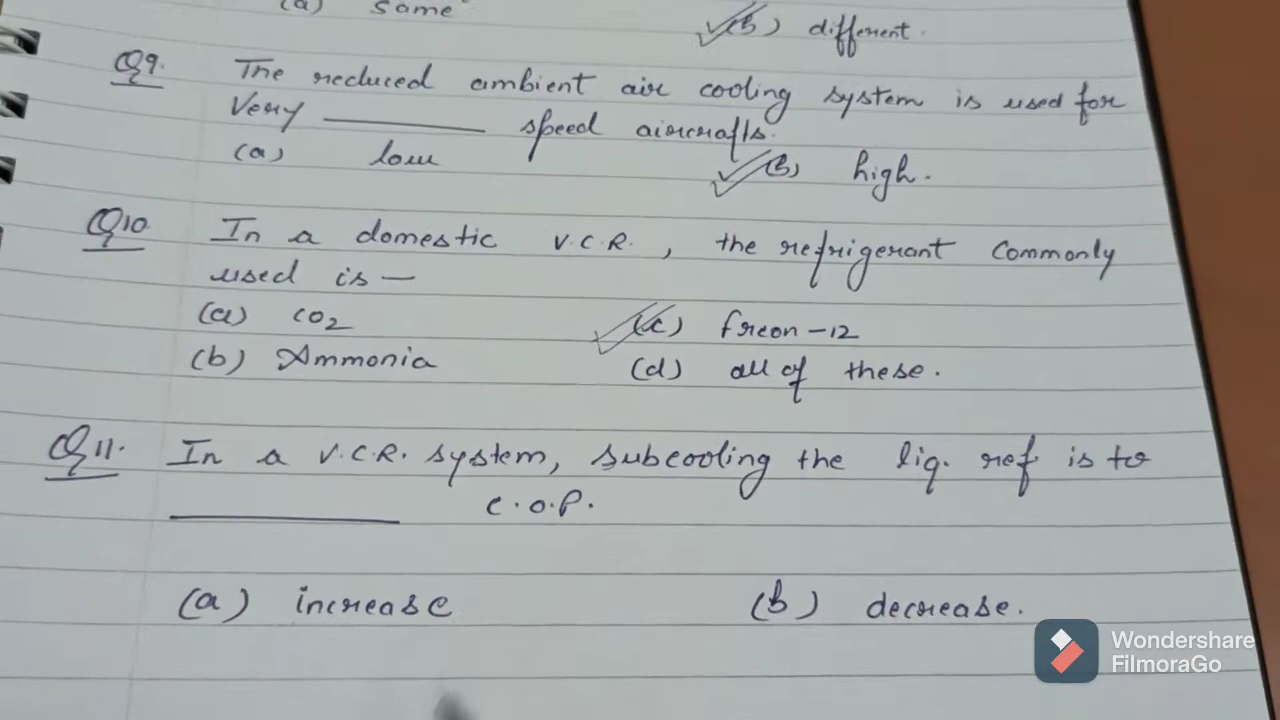 (a) same (b) different.
Q9. The reduced ambient air cooling system is used for
Very ________ speed aircrafts.
(a) low (b) high.
Q10 In a domestic V.C.R., the refrigerant commonly
used is —
(a) CO2 (c) freon-12
(b) Ammonia (d) all of these.
Q11. In a V.C.R. system, subcooling the liq. ref is to
________ C.O.P.
(a) increase (b) decrease.
Wondershare
FilmoraGo